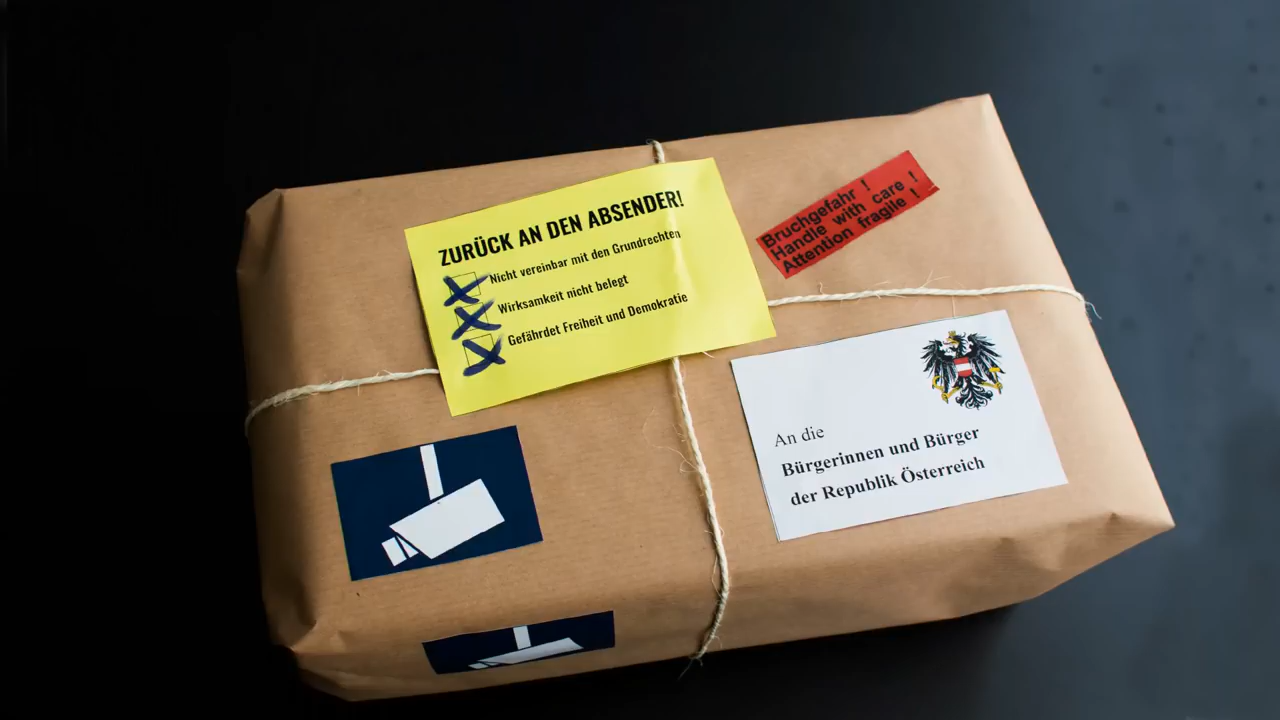 ZURÜCK AN DEN ABSENDER!
Nicht vereinbar mit den Grundrechten
Wirksamkeit nicht belegt
Gefährdet Freiheit und Demokratie
Bruchgefahr !
Handle with care !
Attention fragile !
An die
Bürgerinnen und Bürger
der Republik Österreich